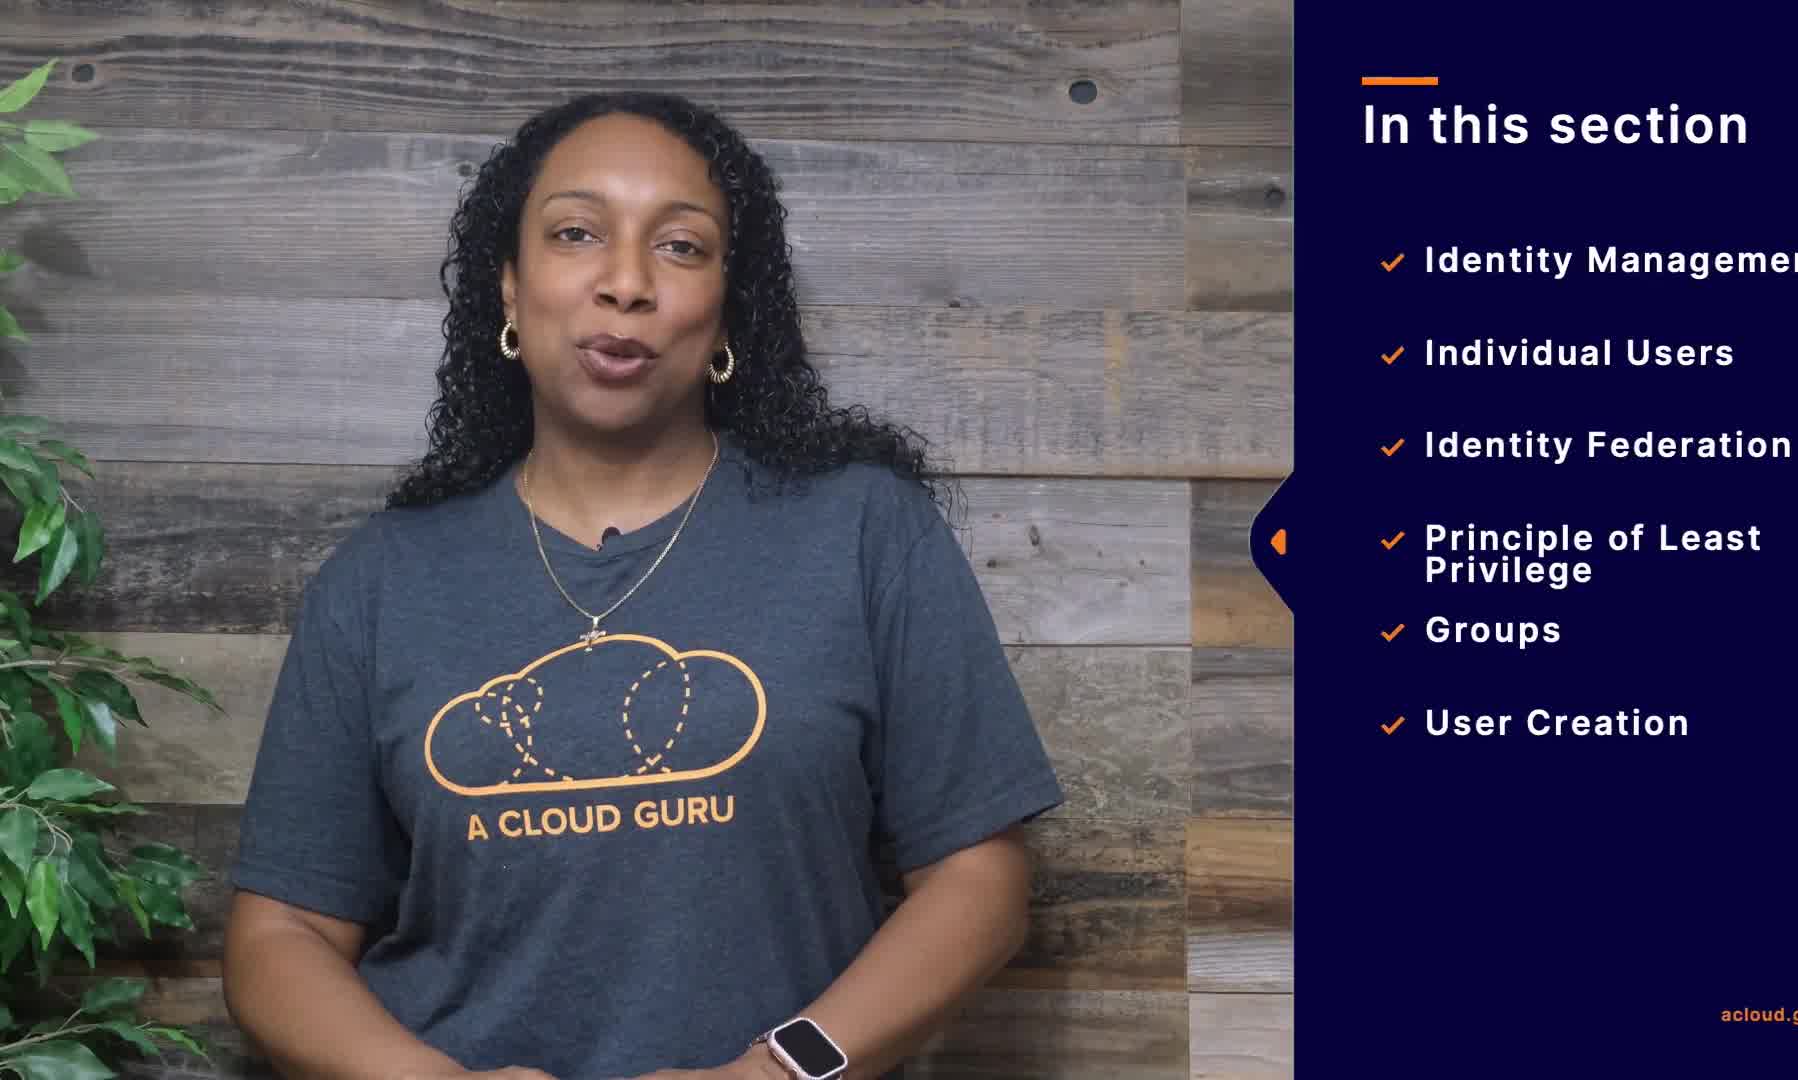 In this section
Identity Managemen
Individual Users
Identity Federation
Principle of Least
Privilege
Groups
User Creation
A CLOUD GURU
acloud.g